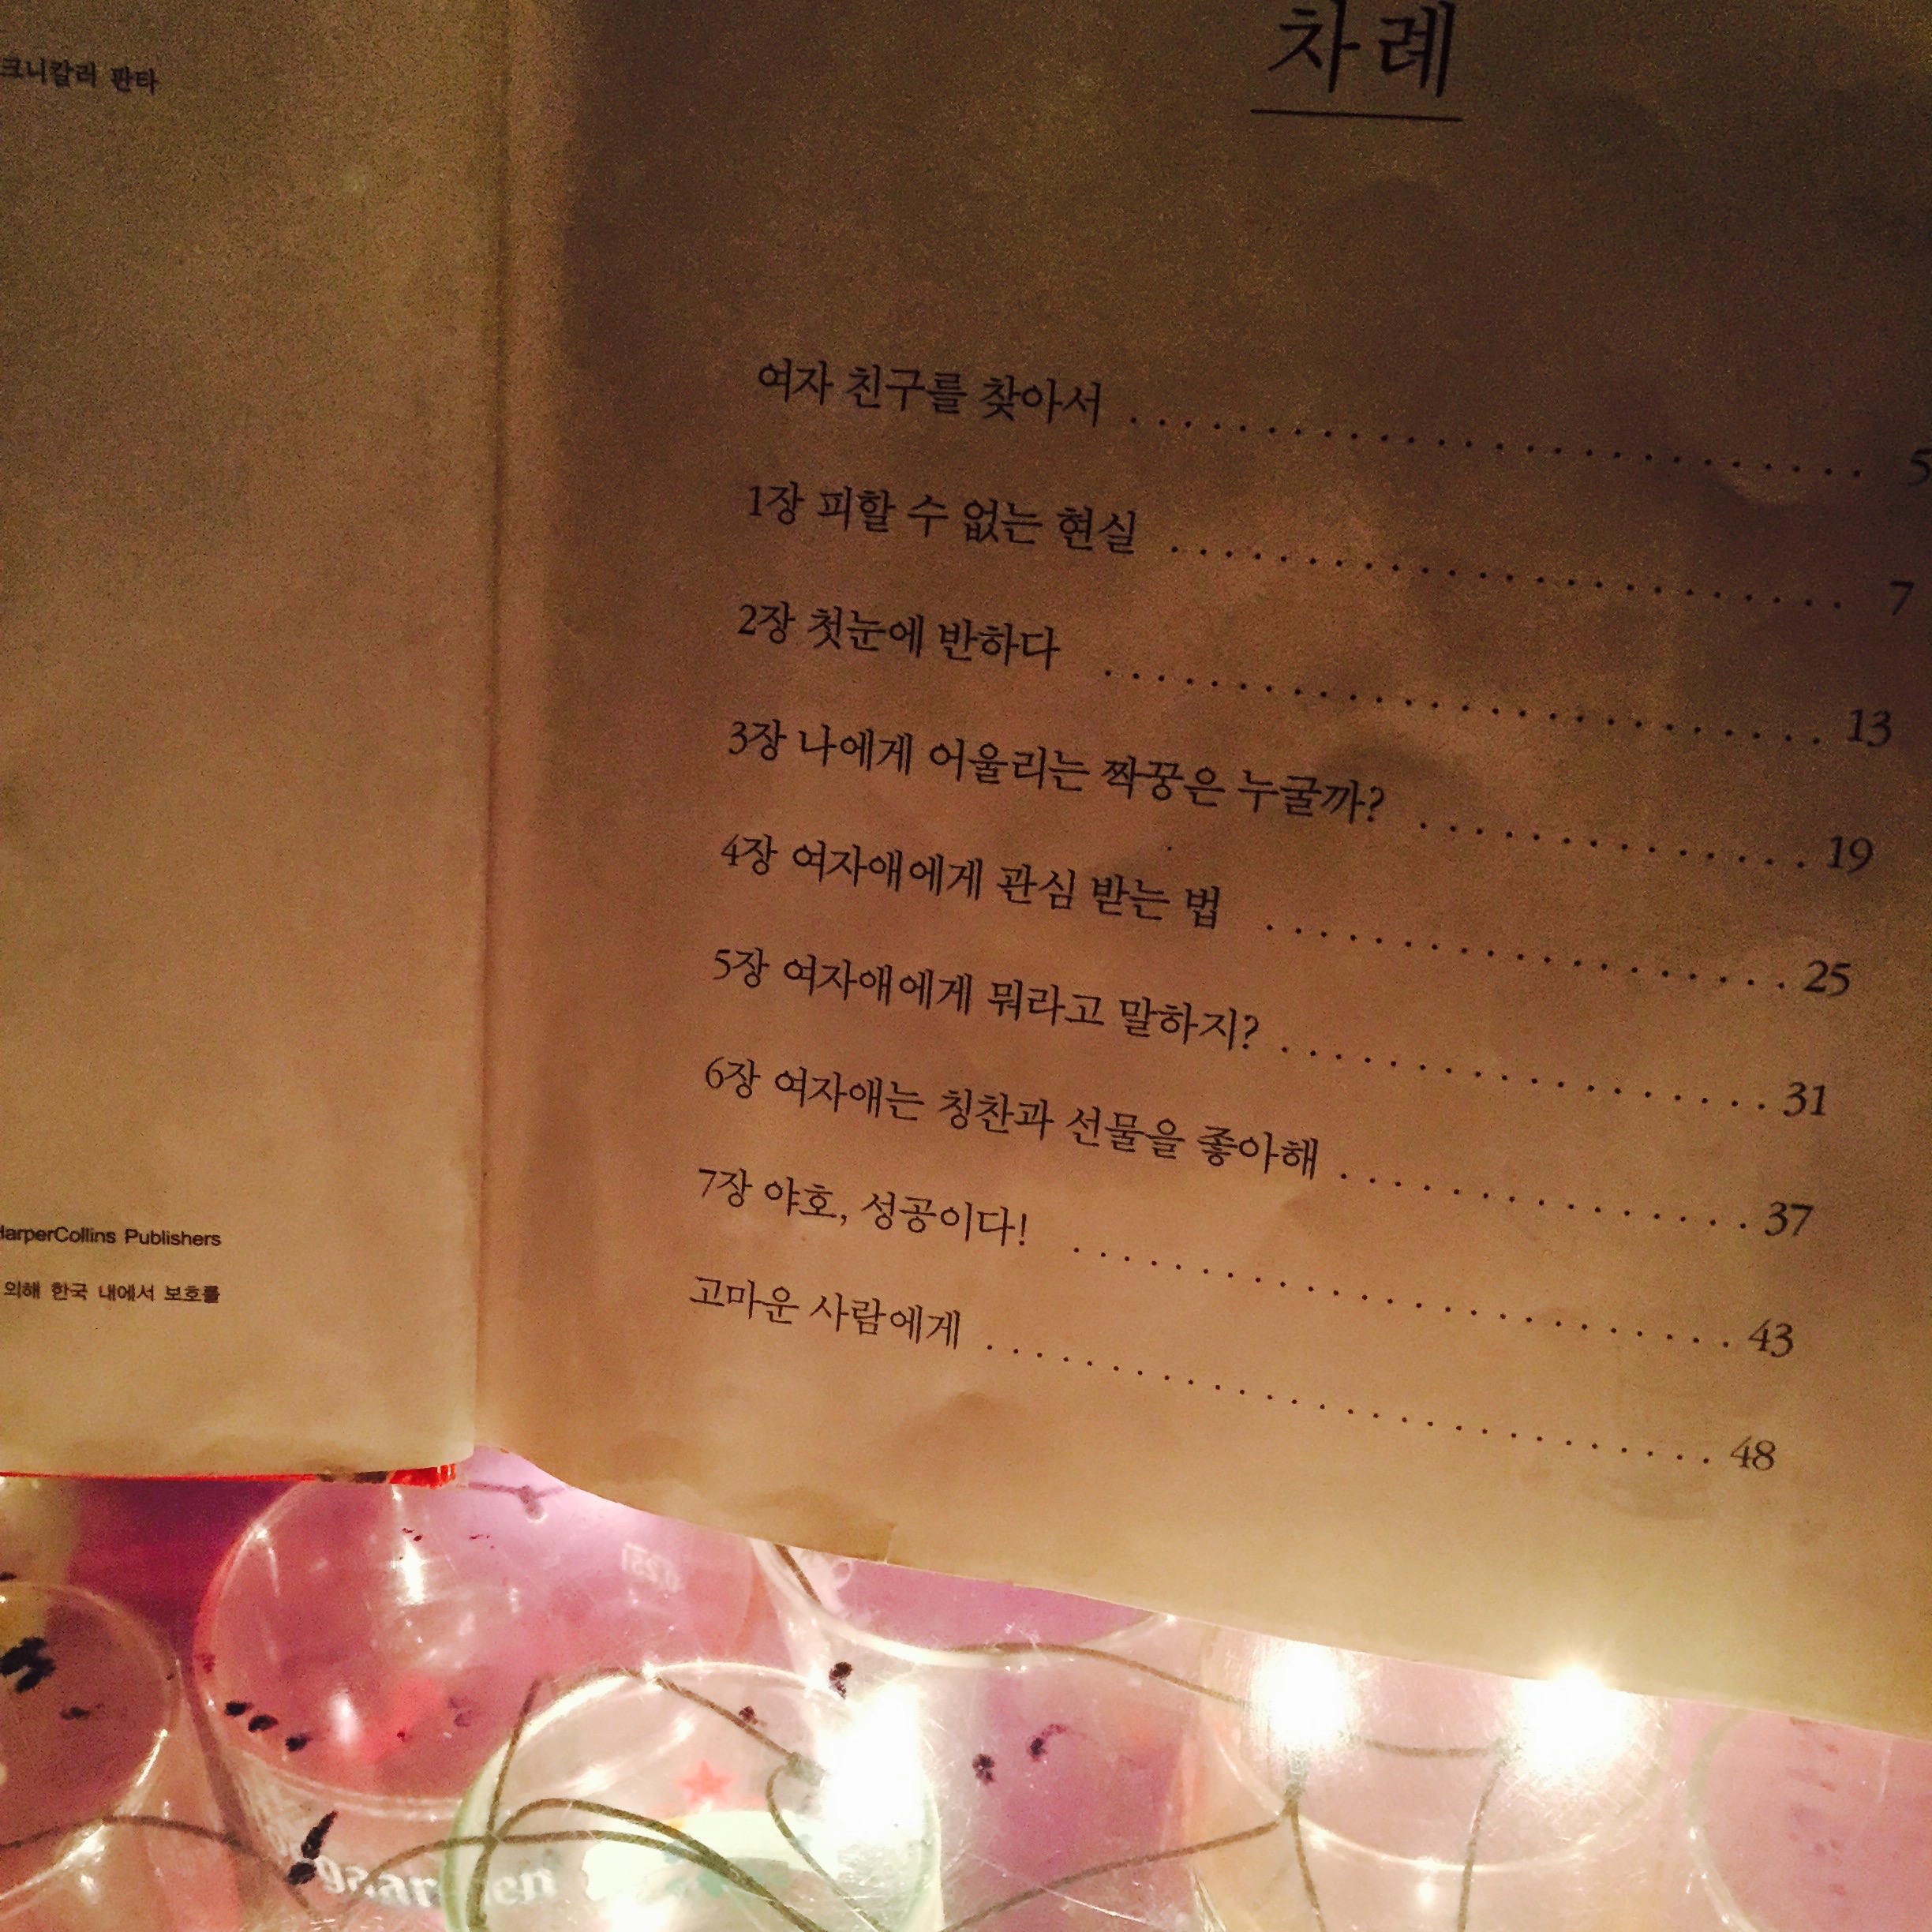 크니칼러 판타
HarperCollins Publishers
의해 한국 내에서 보호를
차례
여자 친구를 찾아서 5
1장 피할 수 없는 현실 7
2장 첫눈에 반하다 13
3장 나에게 어울리는 짝꿍은 누굴까? 19
4장 여자애에게 관심 받는 법 25
5장 여자애에게 뭐라고 말하지? 31
6장 여자애는 칭찬과 선물을 좋아해 37
7장 야호, 성공이다! 43
고마운 사람에게 48